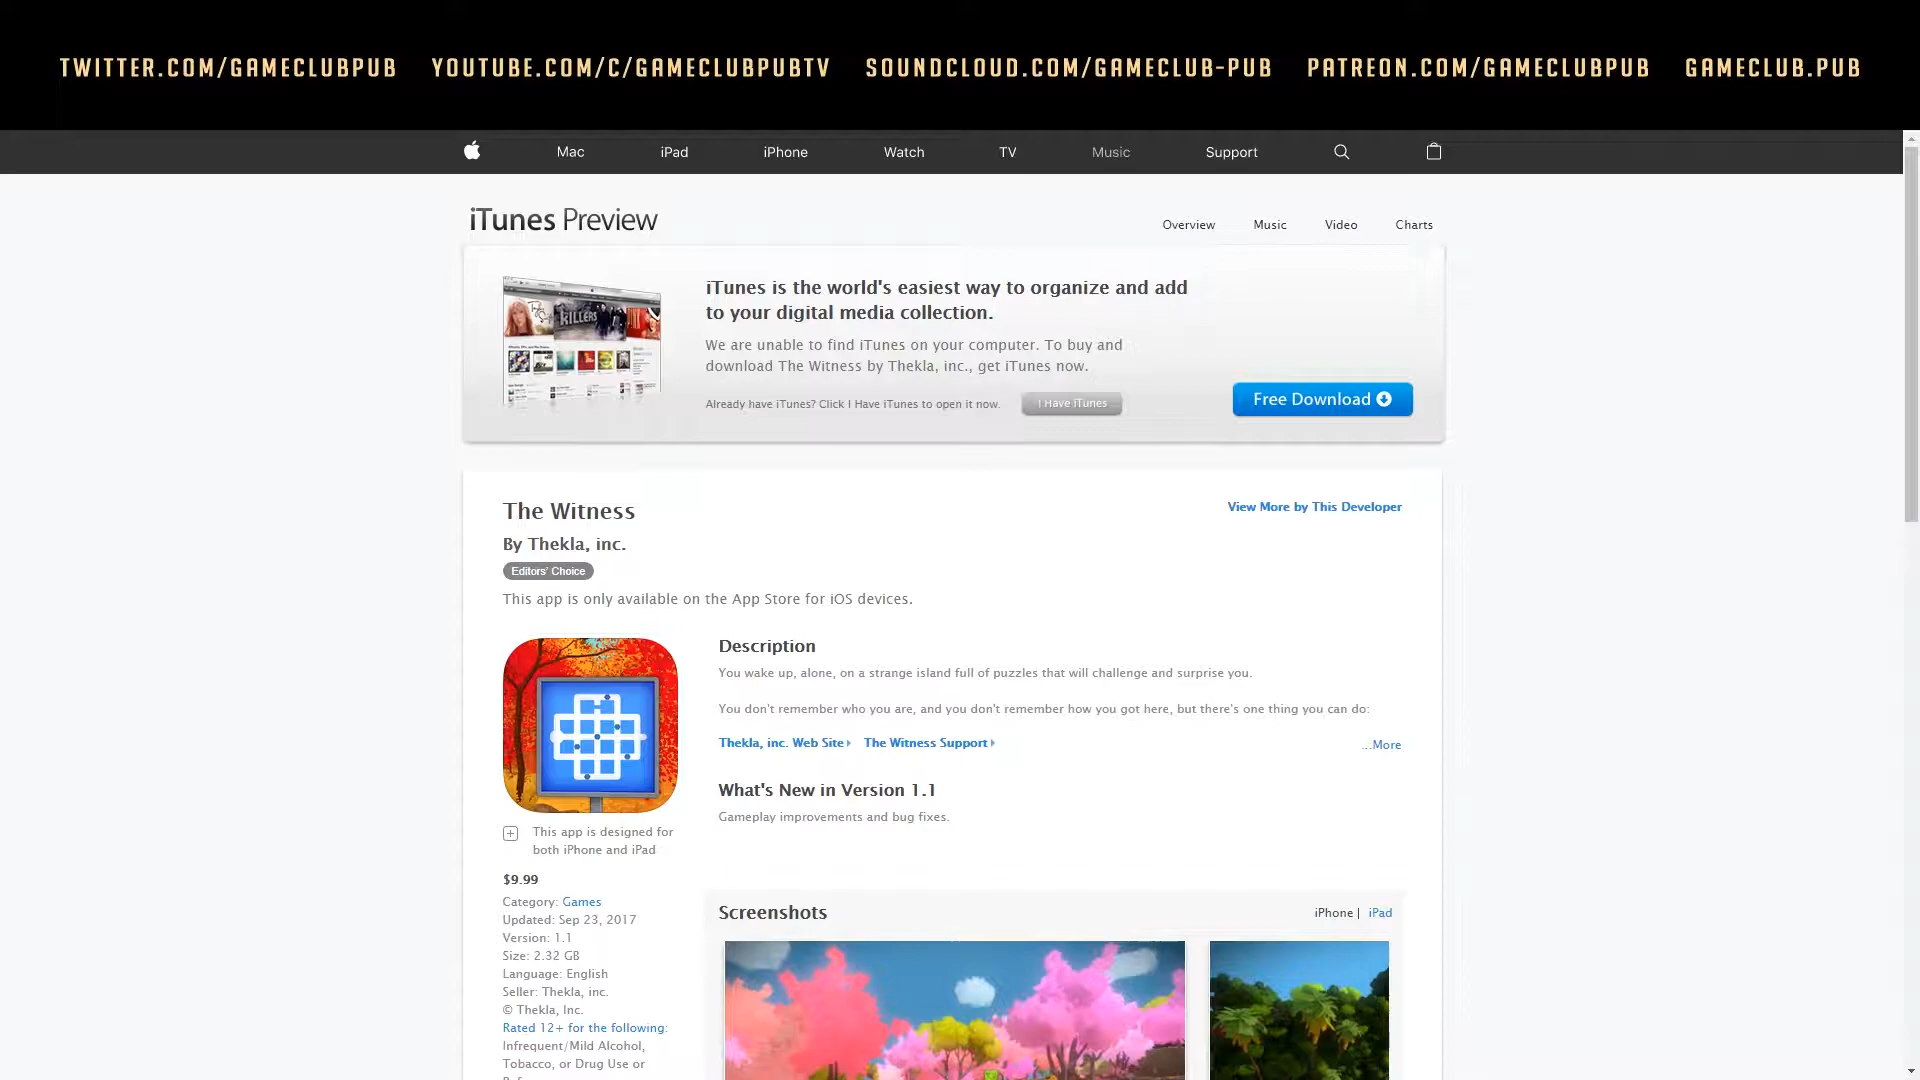 TWITTER.COM/GAMECLUBPUB YOUTUBE.COM/C/GAMECLUBPUBTV SOUNDCLOUD.COM/GAMECLUB-PUB PATREON.COM/GAMECLUBPUB GAMECLUB.PUB
Mac iPad iPhone Watch TV Music Support
iTunes Preview
Overview Music Video Charts
iTunes is the world's easiest way to organize and add
to your digital media collection.
We are unable to find iTunes on your computer. To buy and
download The Witness by Thekla, inc., get iTunes now.
Already have iTunes? Click I Have iTunes to open it now. I Have iTunes
Free Download
KILLERS
The Witness
View More by This Developer
By Thekla, inc.
Editors' Choice
This app is only available on the App Store for iOS devices.
Description
You wake up, alone, on a strange island full of puzzles that will challenge and surprise you.
You don't remember who you are, and you don't remember how you got here, but there's one thing you can do:
Thekla, inc. Web Site The Witness Support
...More
What's New in Version 1.1
Gameplay improvements and bug fixes.
This app is designed for
both iPhone and iPad
$9.99
Category: Games
Updated: Sep 23, 2017
Version: 1.1
Size: 2.32 GB
Language: English
Seller: Thekla, inc.
© Thekla, Inc.
Rated 12+ for the following:
Infrequent/Mild Alcohol,
Tobacco, or Drug Use or
Screenshots
iPhone | iPad